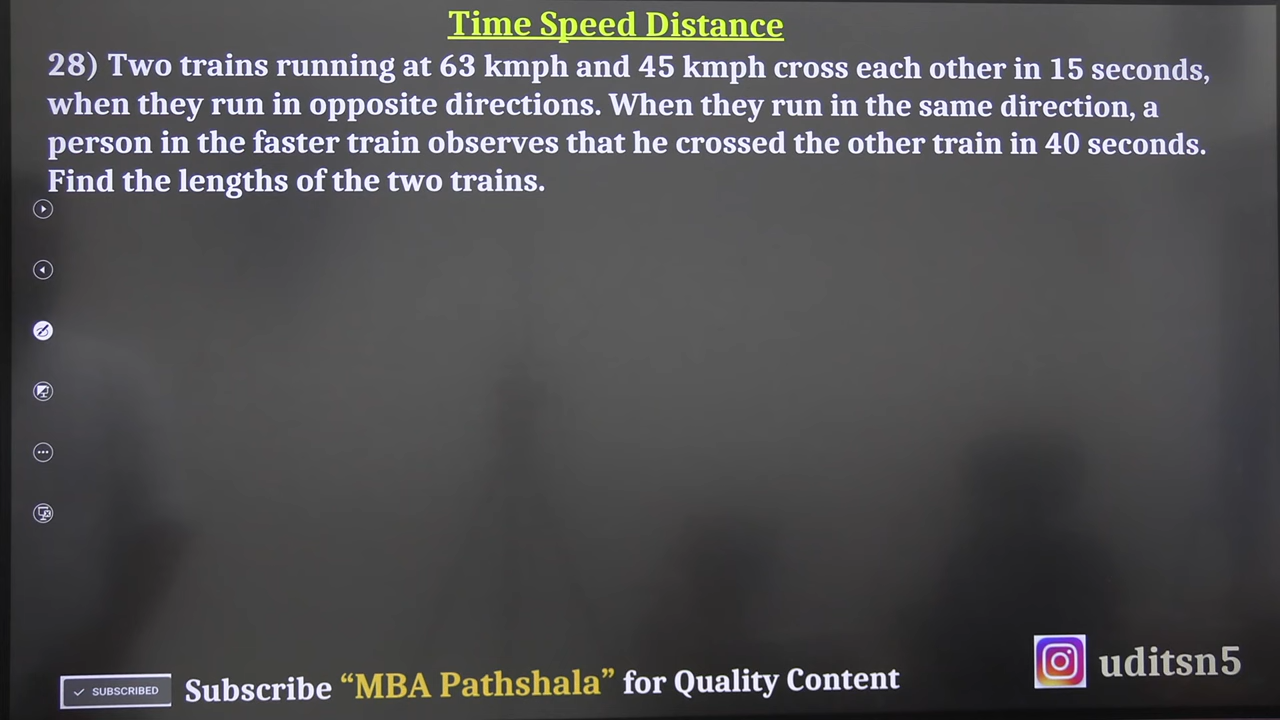 Time Speed Distance
28) Two trains running at 63 kmph and 45 kmph cross each other in 15 seconds,
when they run in opposite directions. When they run in the same direction, a
person in the faster train observes that he crossed the other train in 40 seconds.
Find the lengths of the two trains.
SUBSCRIBED
Subscribe “MBA Pathshala” for Quality Content
uditsn5